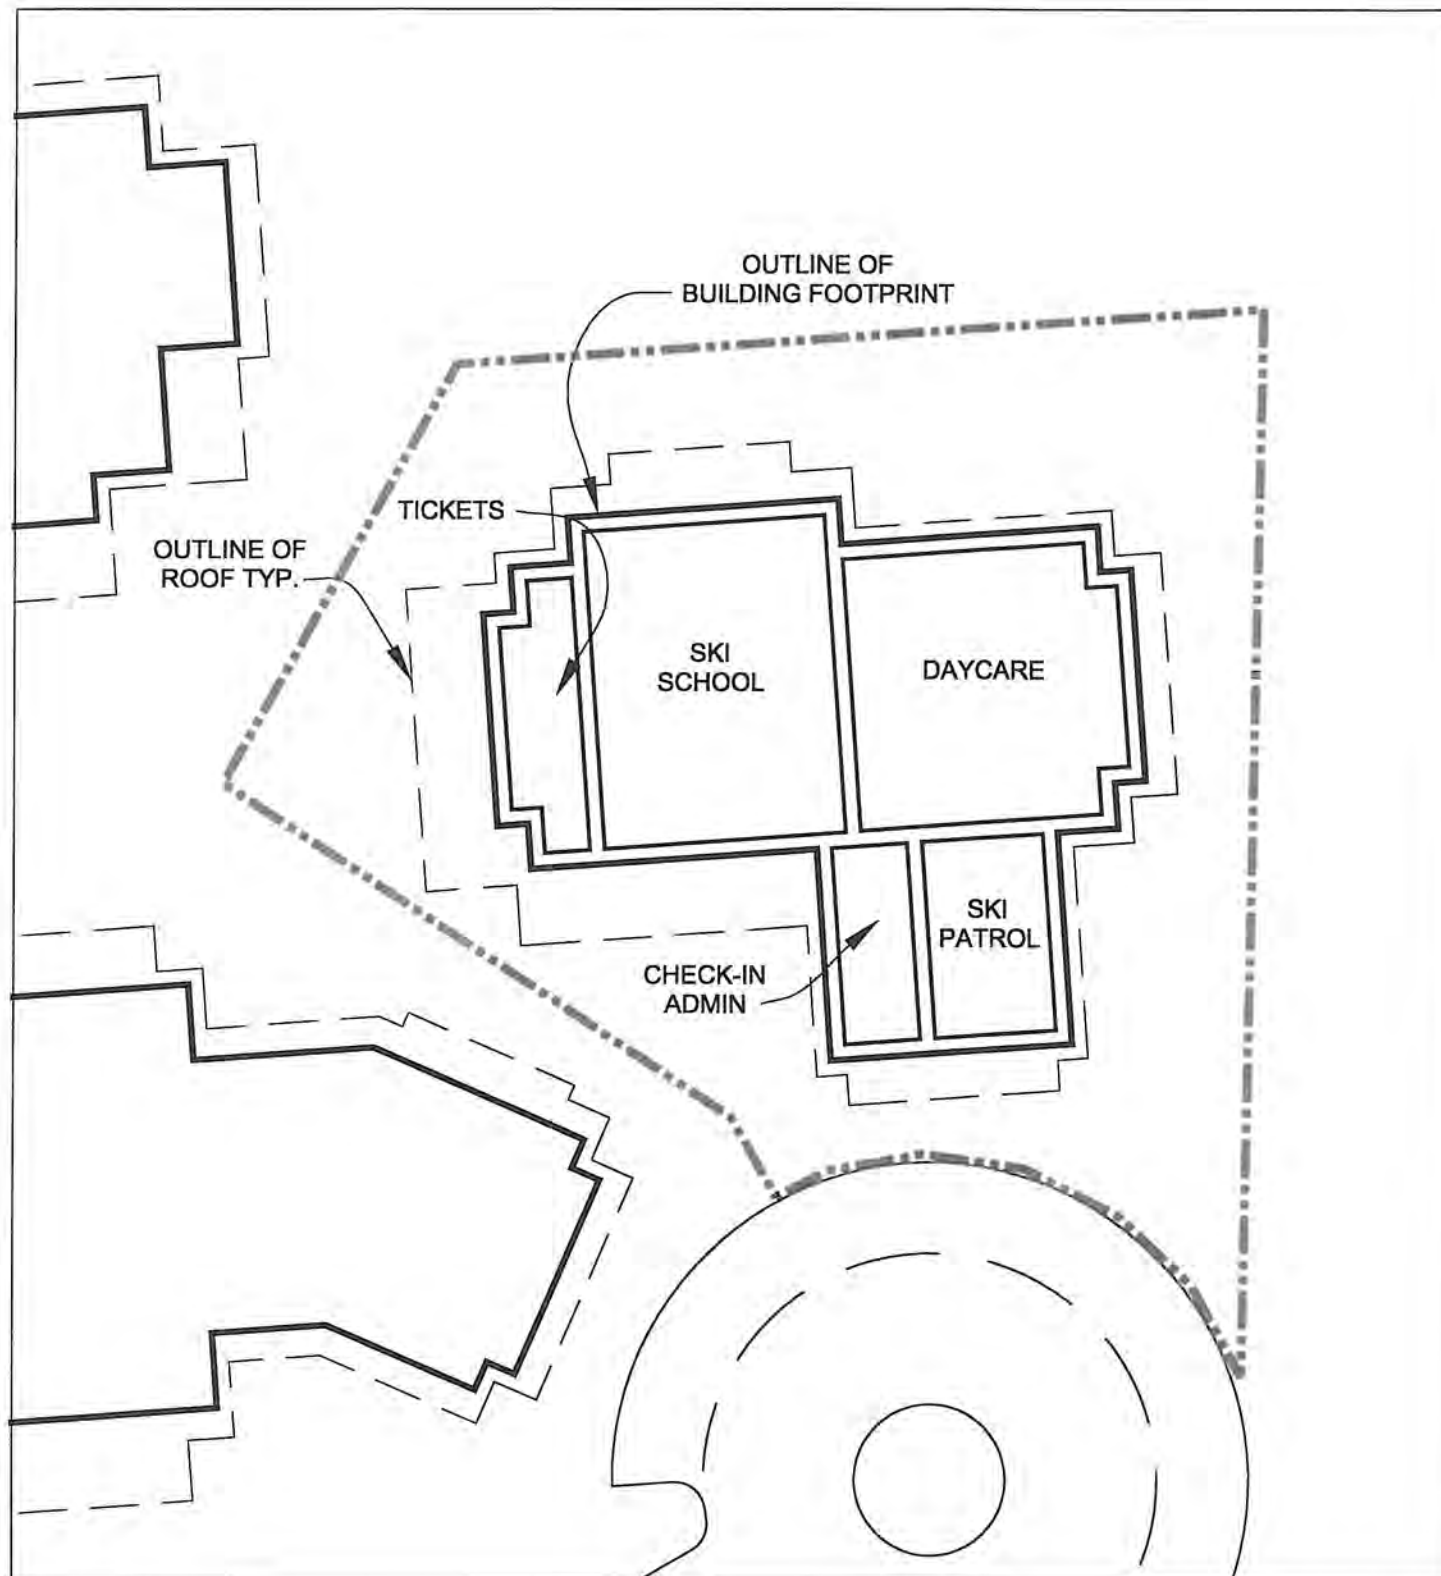 OUTLINE OF
BUILDING FOOTPRINT
TICKETS
OUTLINE OF
ROOF TYP.
SKI
SCHOOL
DAYCARE
SKI
PATROL
CHECK-IN
ADMIN